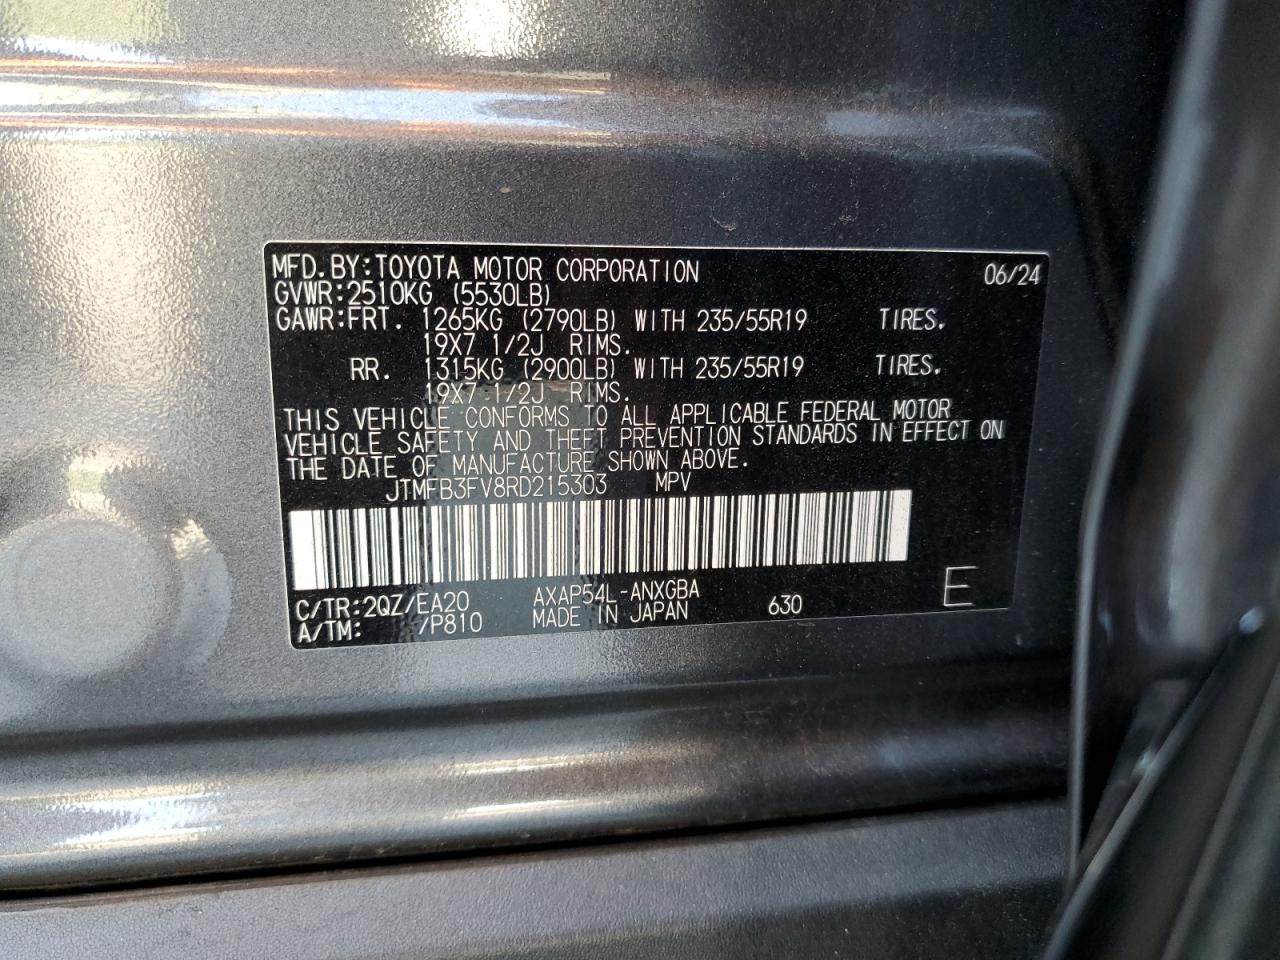 MFD.BY:TOYOTA MOTOR CORPORATION 06/24
GVWR:2510KG (5530LB)
GAWR:FRT. 1265KG (2790LB) WITH 235/55R19 TIRES.
19X7 1/2J RIMS.
RR. 1315KG (2900LB) WITH 235/55R19 TIRES.
19X7 1/2J RIMS.
THIS VEHICLE CONFORMS TO ALL APPLICABLE FEDERAL MOTOR
VEHICLE SAFETY AND THEFT PREVENTION STANDARDS IN EFFECT ON
THE DATE OF MANUFACTURE SHOWN ABOVE.
JTMFB3FV8RD215303 MPV
C/TR:2QZ/EA20 AXAP54L-ANXGBA
A/TM: /P810 MADE IN JAPAN 630 E